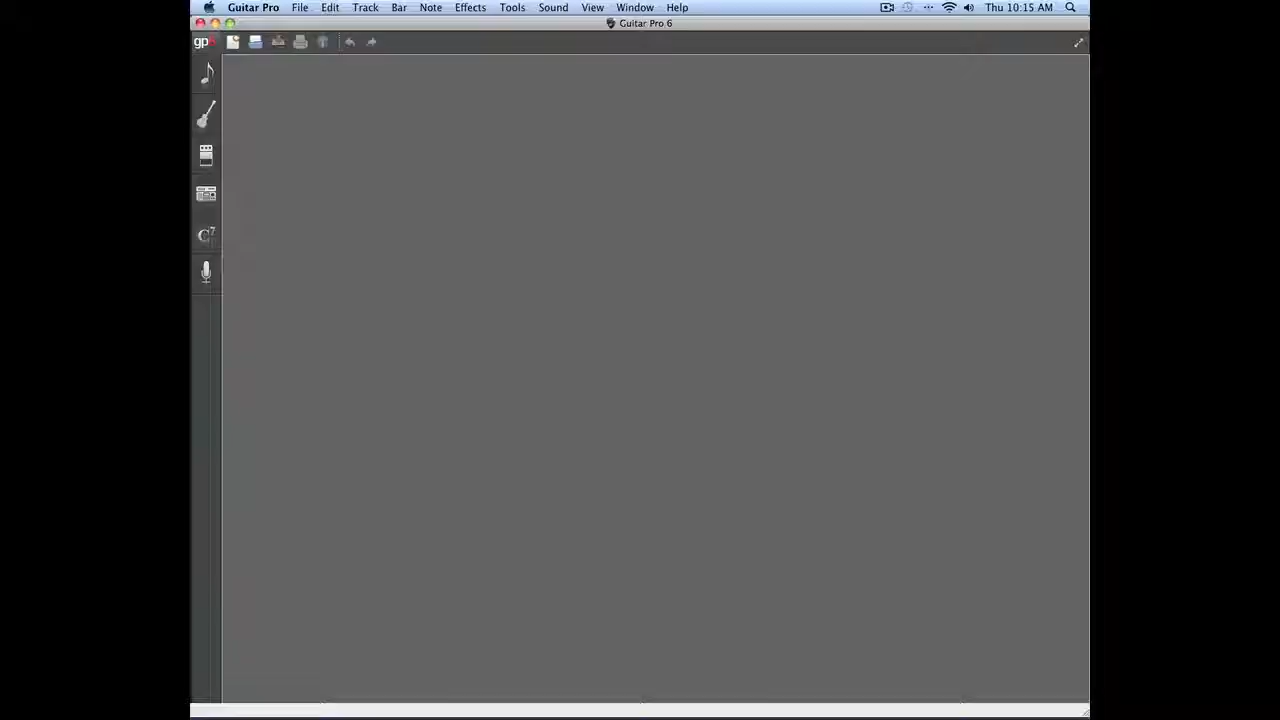 Guitar Pro File Edit Track Bar Note Effects Tools Sound View Window Help Thu 10:15 AM
Guitar Pro 6
gp6
C7